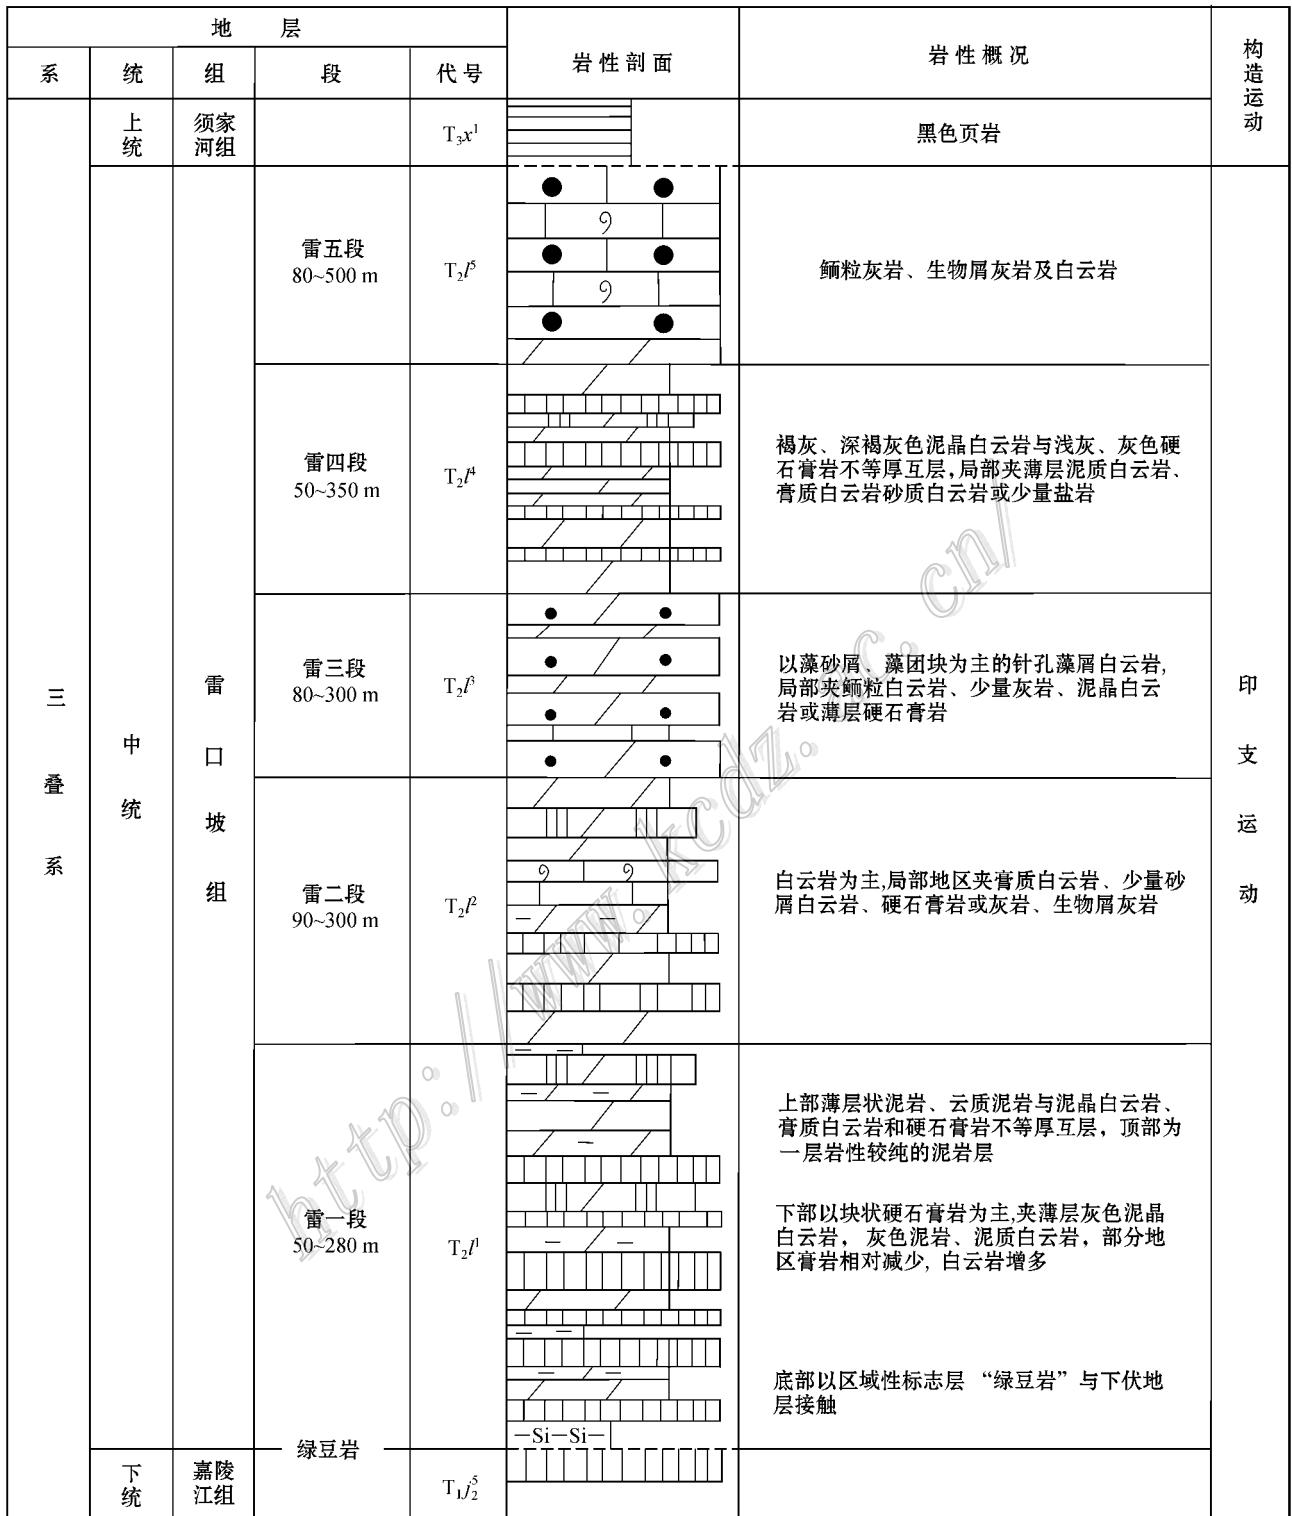 地 层
系
统
组
段
代号
岩性剖面
岩性概况
构造运动
上统
须家
河组
T₃x¹
黑色页岩
三叠系
中统
雷口坡组
印支运动
雷五段
80~500 m
T₂l⁵
鲕粒灰岩、生物屑灰岩及白云岩
雷四段
50~350 m
T₂l⁴
褐灰、深褐灰色泥晶白云岩与浅灰、灰色硬
石膏岩不等厚互层,局部夹薄层泥质白云岩、
膏质白云岩砂质白云岩或少量盐岩
雷三段
80~300 m
T₂l³
以藻砂屑、藻团块为主的针孔藻屑白云岩,
局部夹鲕粒白云岩、少量灰岩、泥晶白云
岩或薄层硬石膏岩
雷二段
90~300 m
T₂l²
白云岩为主,局部地区夹膏质白云岩、少量砂
屑白云岩、硬石膏岩或灰岩、生物屑灰岩
雷一段
50~280 m
T₂l¹
上部薄层状泥岩、云质泥岩与泥晶白云岩、
膏质白云岩和硬石膏岩不等厚互层，顶部为
一层岩性较纯的泥岩层
下部以块状硬石膏岩为主,夹薄层灰色泥晶
白云岩，灰色泥岩、泥质白云岩，部分地
区膏岩相对减少,白云岩增多
底部以区域性标志层“绿豆岩”与下伏地
层接触
—Si—Si—
绿豆岩
下统
嘉陵
江组
T₁j₂⁵
http://www.kcdz.ac.cn/